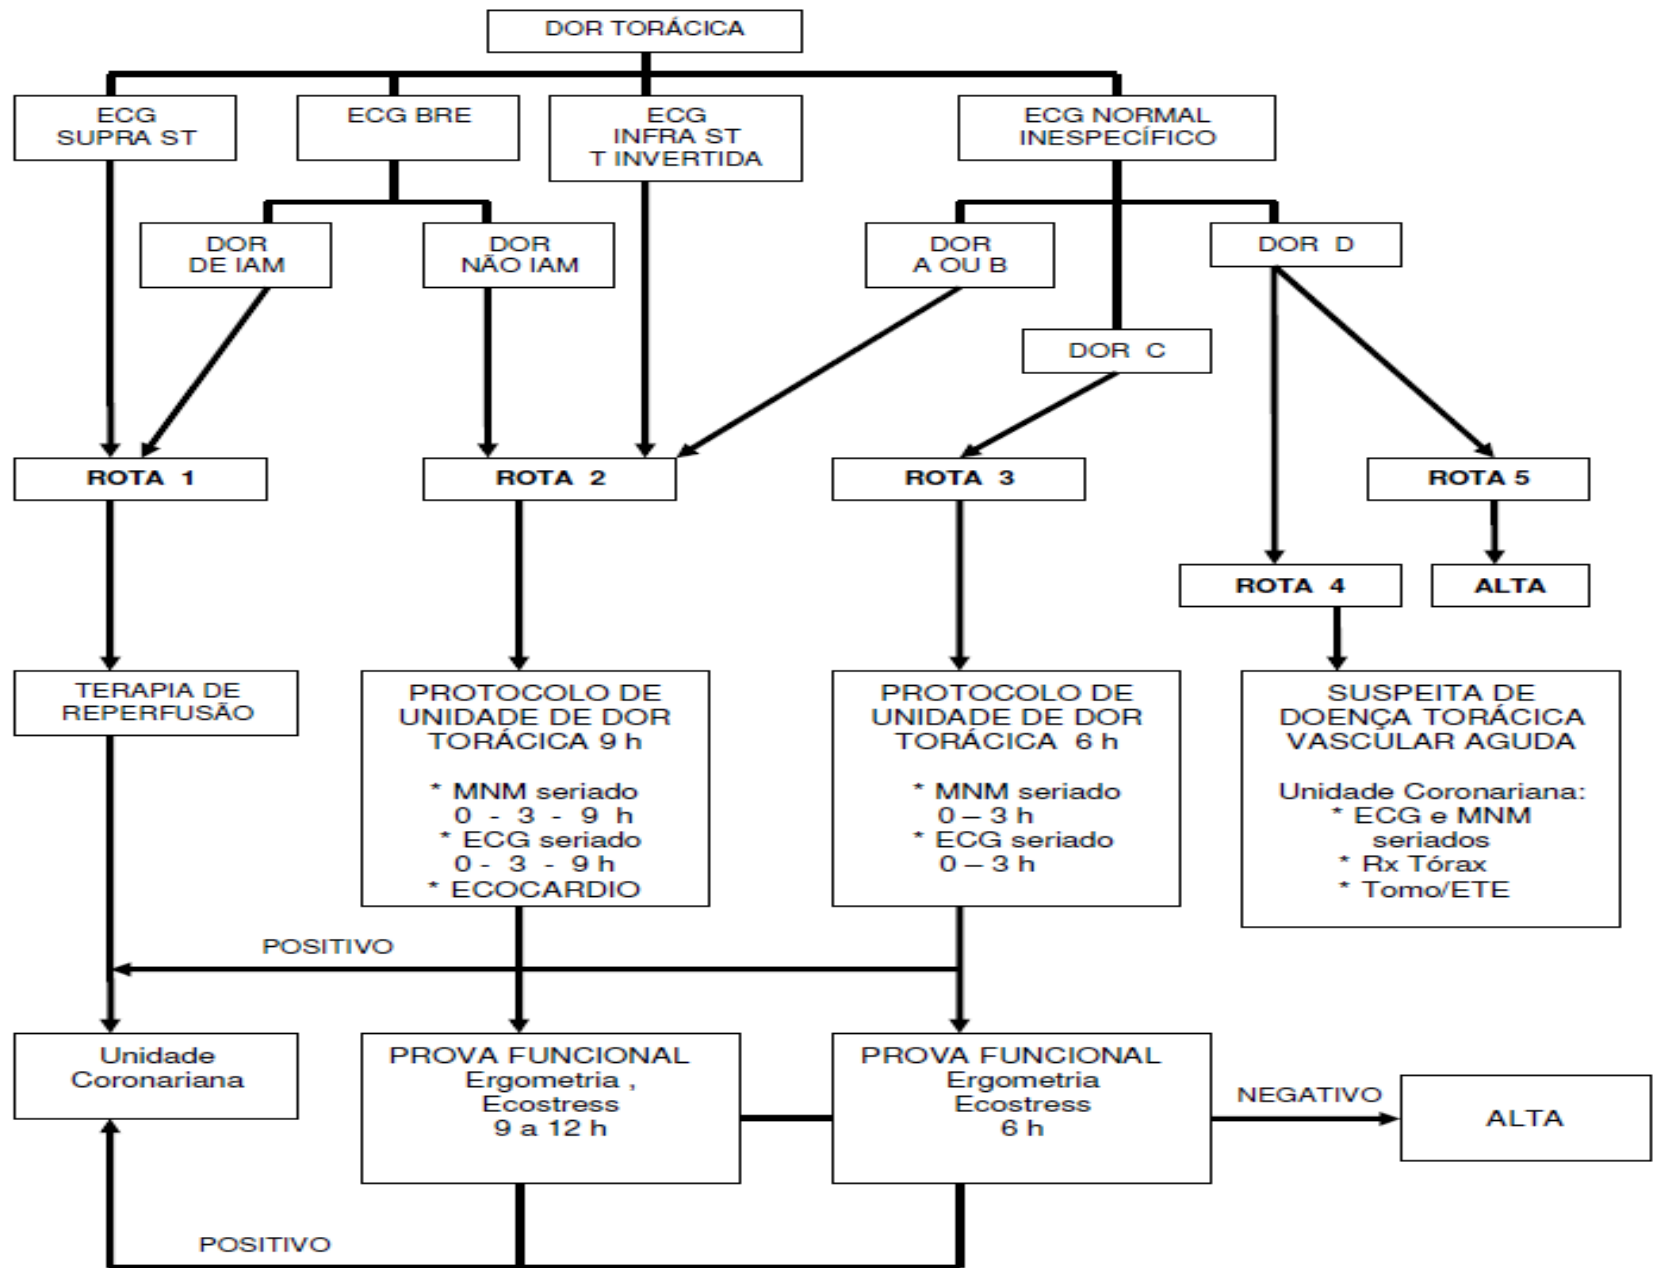 DOR TORÁCICA
ECG
SUPRA ST
ECG BRE
ECG
INFRA ST
T INVERTIDA
ECG NORMAL
INESPECÍFICO
DOR
DE IAM
DOR
NÃO IAM
DOR
A OU B
DOR D
DOR C
ROTA 1
ROTA 2
ROTA 3
ROTA 5
ROTA 4
ALTA
TERAPIA DE
REPERFUSÃO
PROTOCOLO DE
UNIDADE DE DOR
TORÁCICA 9 h
* MNM seriado
0 - 3 - 9 h
* ECG seriado
0 - 3 - 9 h
* ECOCARDIO
PROTOCOLO DE
UNIDADE DE DOR
TORÁCICA 6 h
* MNM seriado
0 – 3 h
* ECG seriado
0 – 3 h
SUSPEITA DE
DOENÇA TORÁCICA
VASCULAR AGUDA
Unidade Coronariana:
* ECG e MNM
seriados
* Rx Tórax
* Tomo/ETE
POSITIVO
Unidade
Coronariana
PROVA FUNCIONAL
Ergometria ,
Ecostress
9 a 12 h
PROVA FUNCIONAL
Ergometria
Ecostress
6 h
NEGATIVO
ALTA
POSITIVO